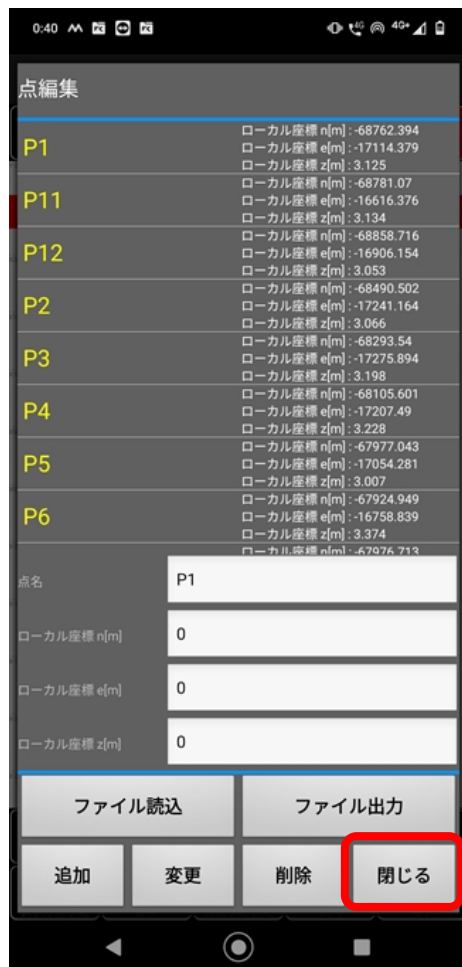 0:40
4G 4G+
点編集
P1
ローカル座標 n[m] : -68762.394
ローカル座標 e[m] : -17114.379
ローカル座標 z[m] : 3.125
P11
ローカル座標 n[m] : -68781.07
ローカル座標 e[m] : -16616.376
ローカル座標 z[m] : 3.134
P12
ローカル座標 n[m] : -68858.716
ローカル座標 e[m] : -16906.154
ローカル座標 z[m] : 3.053
P2
ローカル座標 n[m] : -68490.502
ローカル座標 e[m] : -17241.164
ローカル座標 z[m] : 3.066
P3
ローカル座標 n[m] : -68293.54
ローカル座標 e[m] : -17275.894
ローカル座標 z[m] : 3.198
P4
ローカル座標 n[m] : -68105.601
ローカル座標 e[m] : -17207.49
ローカル座標 z[m] : 3.228
P5
ローカル座標 n[m] : -67977.043
ローカル座標 e[m] : -17054.281
ローカル座標 z[m] : 3.007
P6
ローカル座標 n[m] : -67924.949
ローカル座標 e[m] : -16758.839
ローカル座標 z[m] : 3.374
ローカル座標 n[m] : -67976.713
点名
P1
ローカル座標 n[m]
0
ローカル座標 e[m]
0
ローカル座標 z[m]
0
ファイル読込
ファイル出力
追加
変更
削除
閉じる